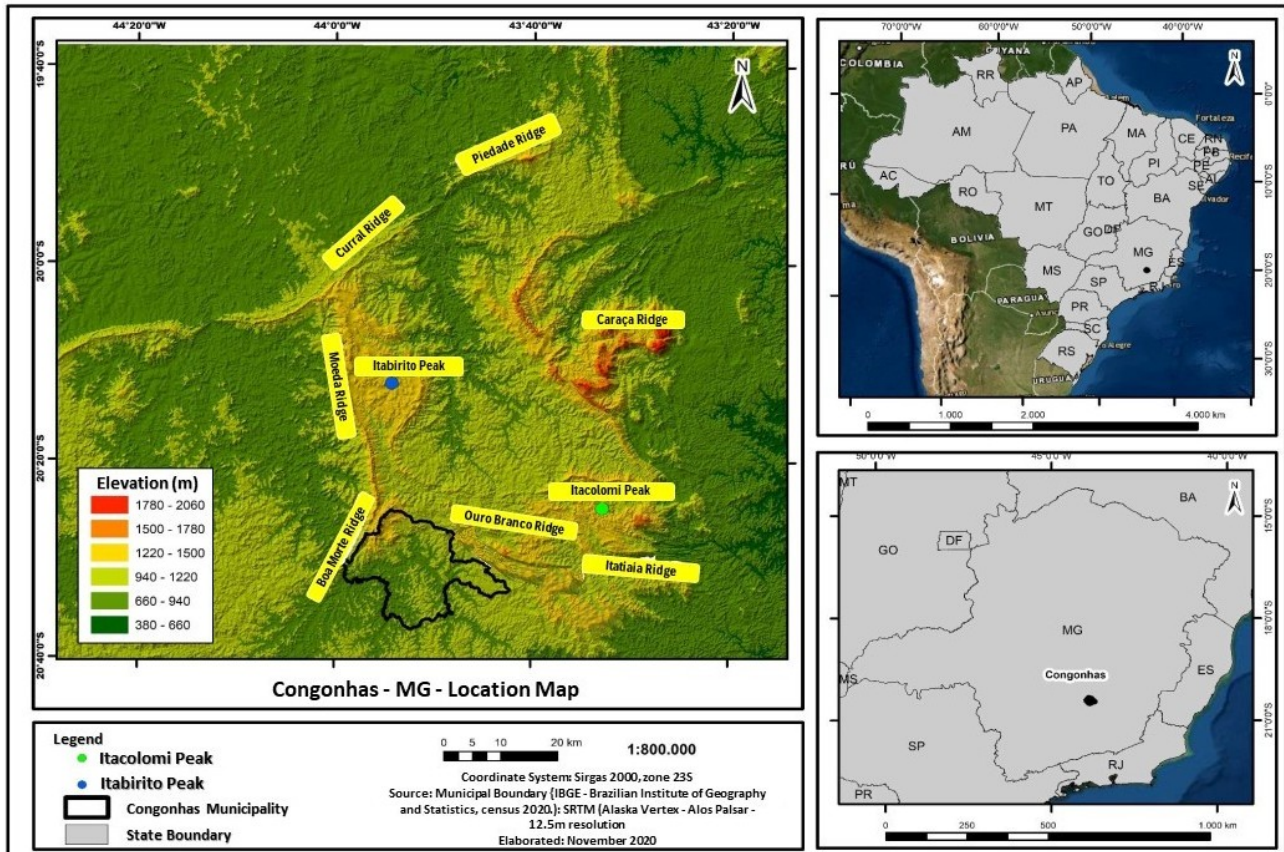 44°20'0"W
44°0'0"W
43°40'0"W
43°20'0"W
19°40'0"S
20°0'0"S
20°20'0"S
20°40'0"S
N
Piedade Ridge
Curral Ridge
Caraça Ridge
Itabirito Peak
Moeda Ridge
Itacolomi Peak
Ouro Branco Ridge
Boa Morte Ridge
Itatiaia Ridge
Elevation (m)
1780 - 2060
1500 - 1780
1220 - 1500
940 - 1220
660 - 940
380 - 660
Congonhas - MG - Location Map
Legend
Itacolomi Peak
Itabirito Peak
Congonhas Municipality
State Boundary
0 5 10 20 km
1:800.000
Coordinate System: Sirgas 2000, zone 23S
Source: Municipal Boundary (IBGE - Brazilian Institute of Geography
and Statistics, census 2020.): SRTM (Alaska Vertex - Alos Palsar -
12.5m resolution
Elaborated: November 2020
70°0'0"W
60°0'0"W
50°0'0"W
40°0'0"W
0°0'0"
10°0'0"S
20°0'0"S
30°0'0"S
N
GUYANA
COLOMBIA
RR
AP
Fortaleza
AM
PA
MA
CE
RN
PB
PI
PE
Recife
AC
AL
TO
SE
RO
BA
MT
GO
DF
BOLIVIA
MG
ES
MS
SP
RJ
PARAGUAY
PR
SC
RS
URUGUAY
0 1.000 2.000 4.000 km
50°0'0"W
45°0'0"W
40°0'0"W
15°0'0"S
18°0'0"S
21°0'0"S
N
MT
BA
GO
DF
MG
Congonhas
ES
MS
SP
RJ
PR
0 250 500 1.000 km